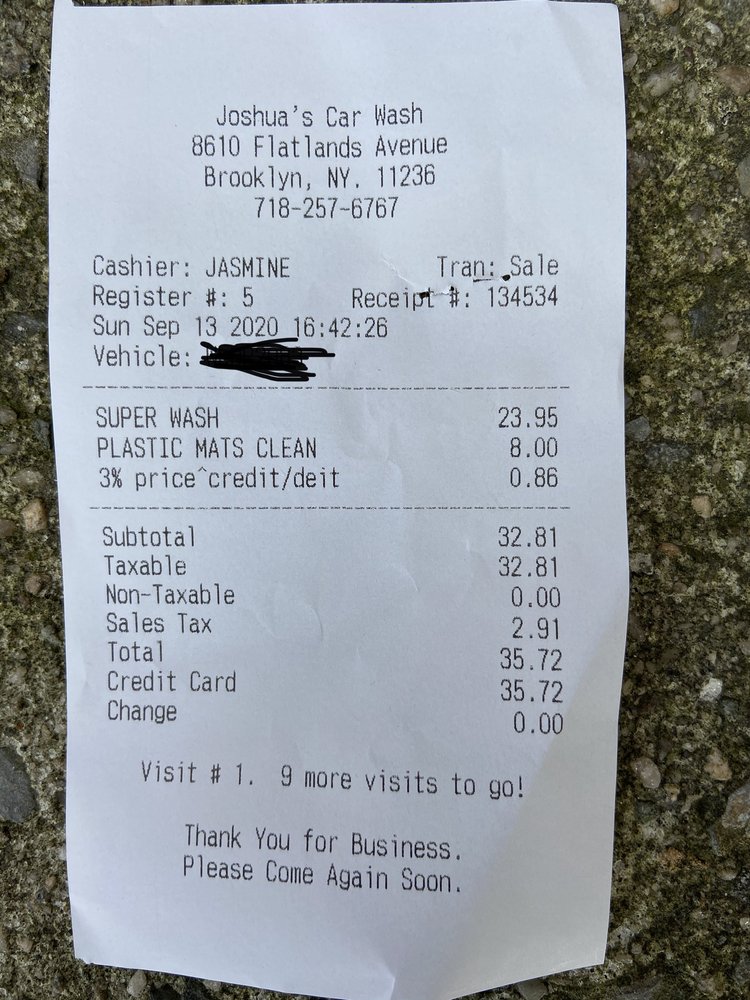 Joshua's Car Wash
8610 Flatlands Avenue
Brooklyn, NY. 11236
718-257-6767
Cashier: JASMINE Tran: Sale
Register #: 5 Receipt #: 134534
Sun Sep 13 2020 16:42:26
Vehicle:
SUPER WASH 23.95
PLASTIC MATS CLEAN 8.00
3% price^credit/deit 0.86
Subtotal 32.81
Taxable 32.81
Non-Taxable 0.00
Sales Tax 2.91
Total 35.72
Credit Card 35.72
Change 0.00
Visit # 1. 9 more visits to go!
Thank You for Business.
Please Come Again Soon.